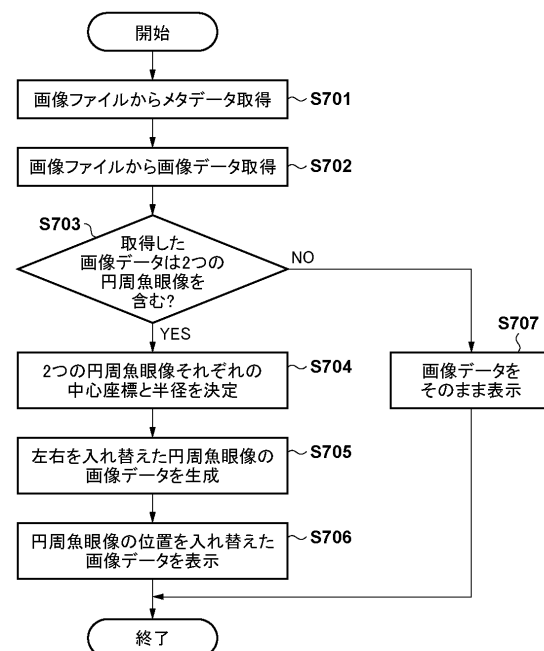 開始
画像ファイルからメタデータ取得
S701
画像ファイルから画像データ取得
S702
S703
取得した
画像データは2つの
円周魚眼像を
含む?
NO
YES
S707
2つの円周魚眼像それぞれの
中心座標と半径を決定
S704
画像データを
そのまま表示
左右を入れ替えた円周魚眼像の
画像データを生成
S705
円周魚眼像の位置を入れ替えた
画像データを表示
S706
終了